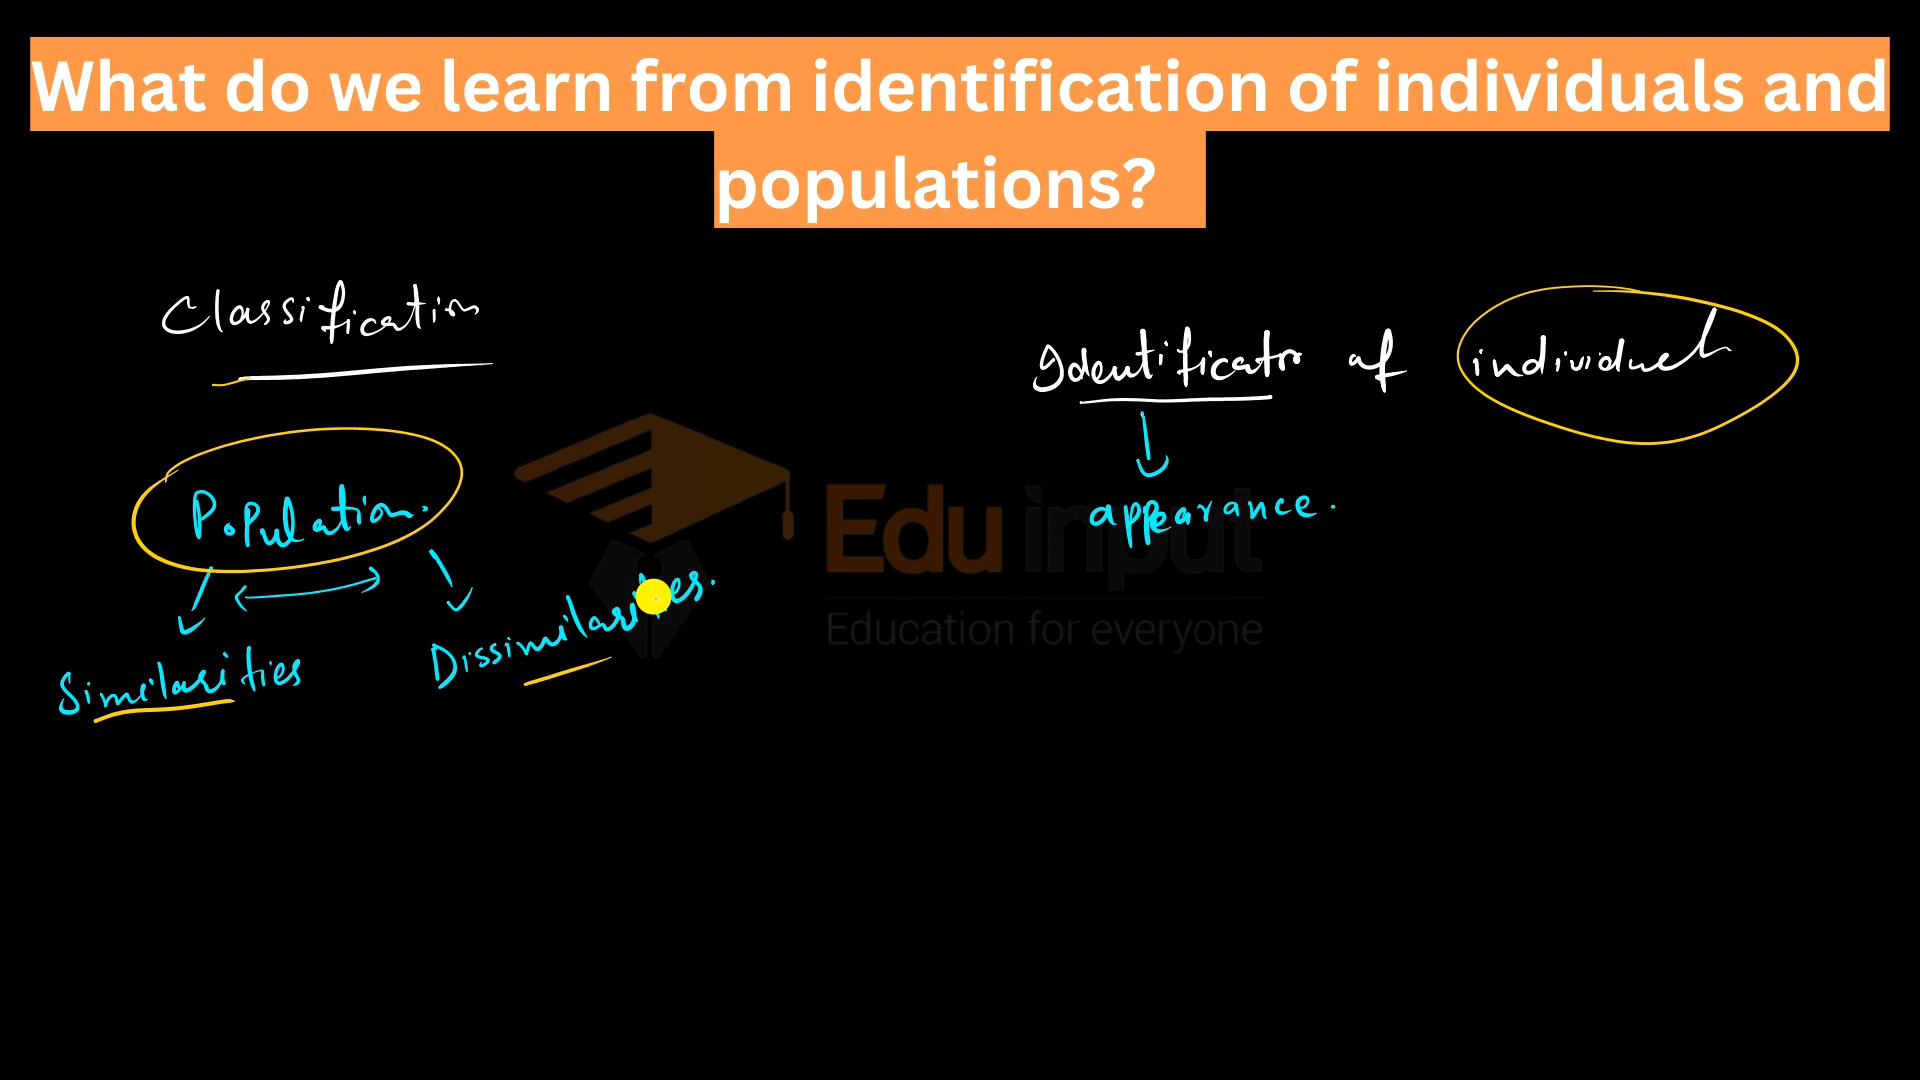 What do we learn from identification of individuals and
populations?
Classification
Identification of individual
Population.
appearance.
Similarities
Dissimilarities.
Edu input
Education for everyone